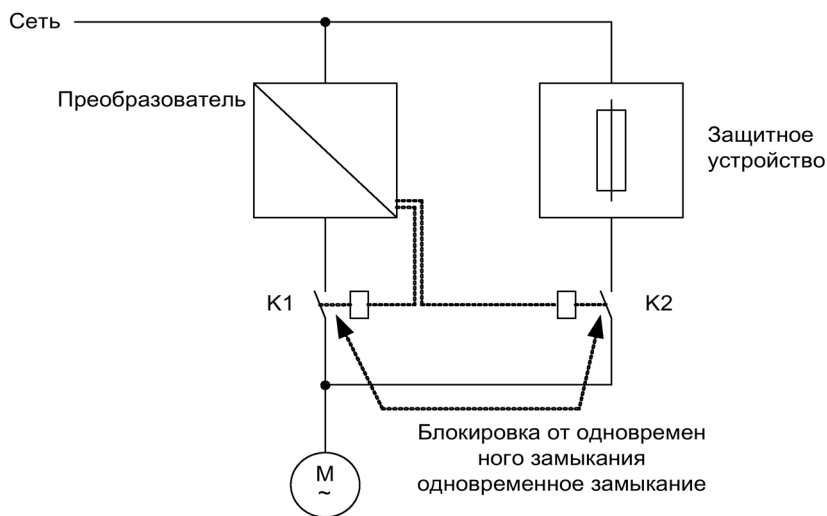 Сеть
Преобразователь
Защитное
устройство
K1
K2
Блокировка от одновремен
ного замыкания
одновременное замыкание
M
~